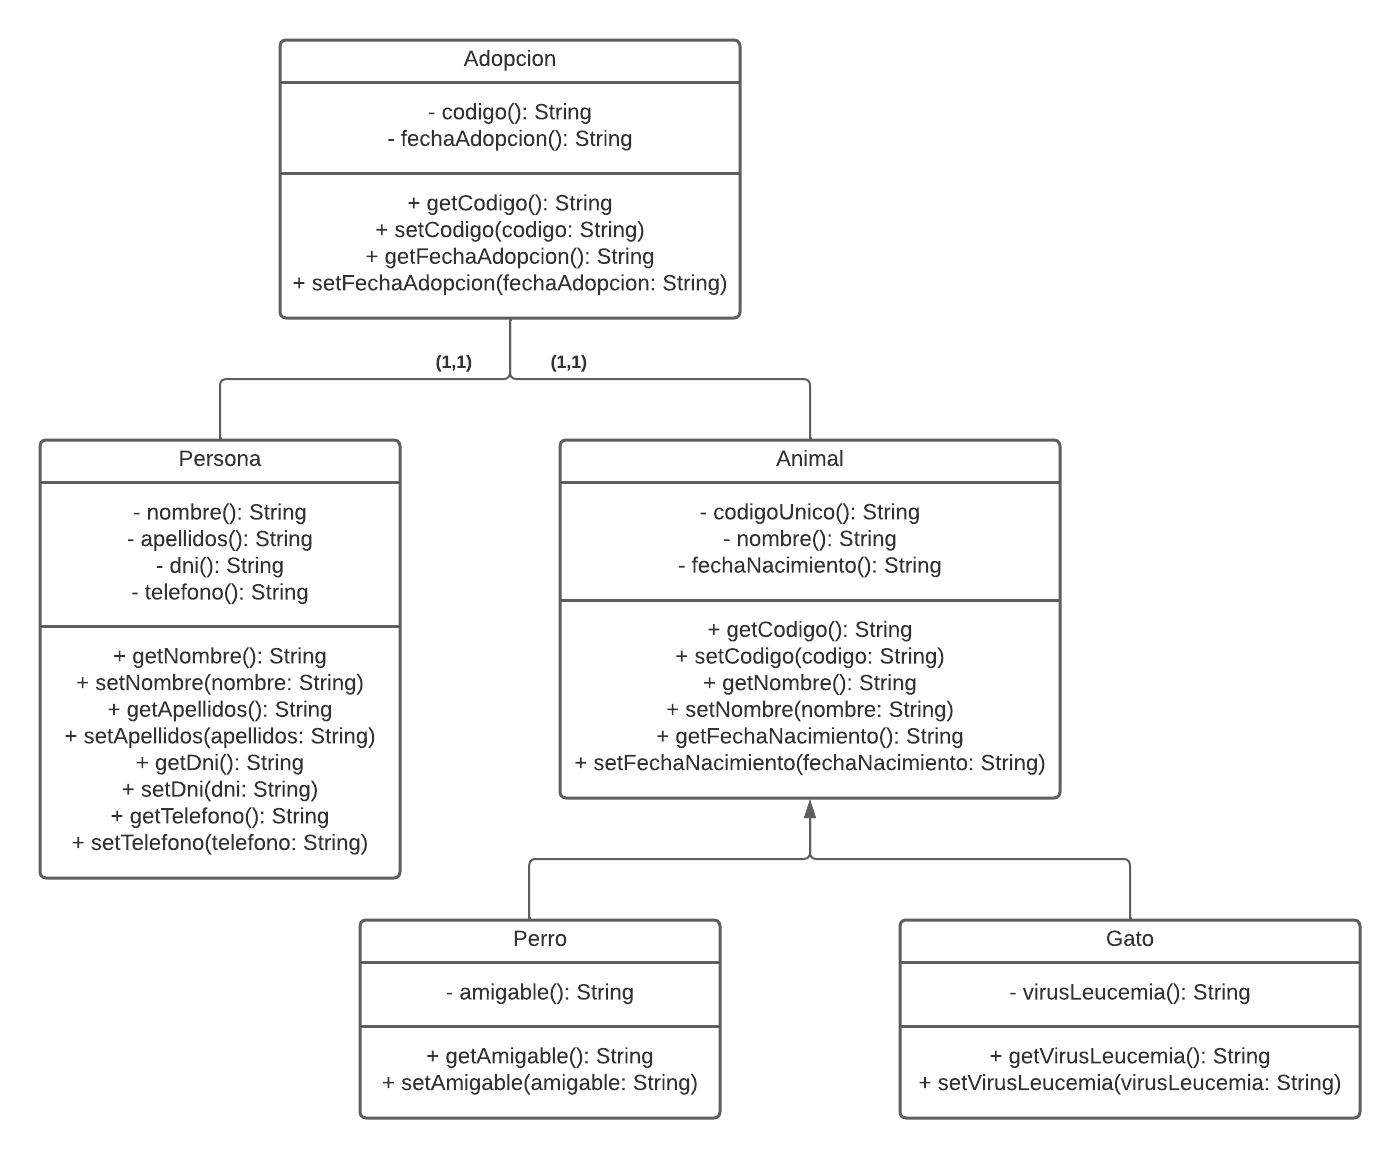 Adopcion
- codigo(): String
- fechaAdopcion(): String
+ getCodigo(): String
+ setCodigo(codigo: String)
+ getFechaAdopcion(): String
+ setFechaAdopcion(fechaAdopcion: String)
(1,1)
(1,1)
Persona
- nombre(): String
- apellidos(): String
- dni(): String
- telefono(): String
+ getNombre(): String
+ setNombre(nombre: String)
+ getApellidos(): String
+ setApellidos(apellidos: String)
+ getDni(): String
+ setDni(dni: String)
+ getTelefono(): String
+ setTelefono(telefono: String)
Animal
- codigoUnico(): String
- nombre(): String
- fechaNacimiento(): String
+ getCodigo(): String
+ setCodigo(codigo: String)
+ getNombre(): String
+ setNombre(nombre: String)
+ getFechaNacimiento(): String
+ setFechaNacimiento(fechaNacimiento: String)
Perro
- amigable(): String
+ getAmigable(): String
+ setAmigable(amigable: String)
Gato
- virusLeucemia(): String
+ getVirusLeucemia(): String
+ setVirusLeucemia(virusLeucemia: String)